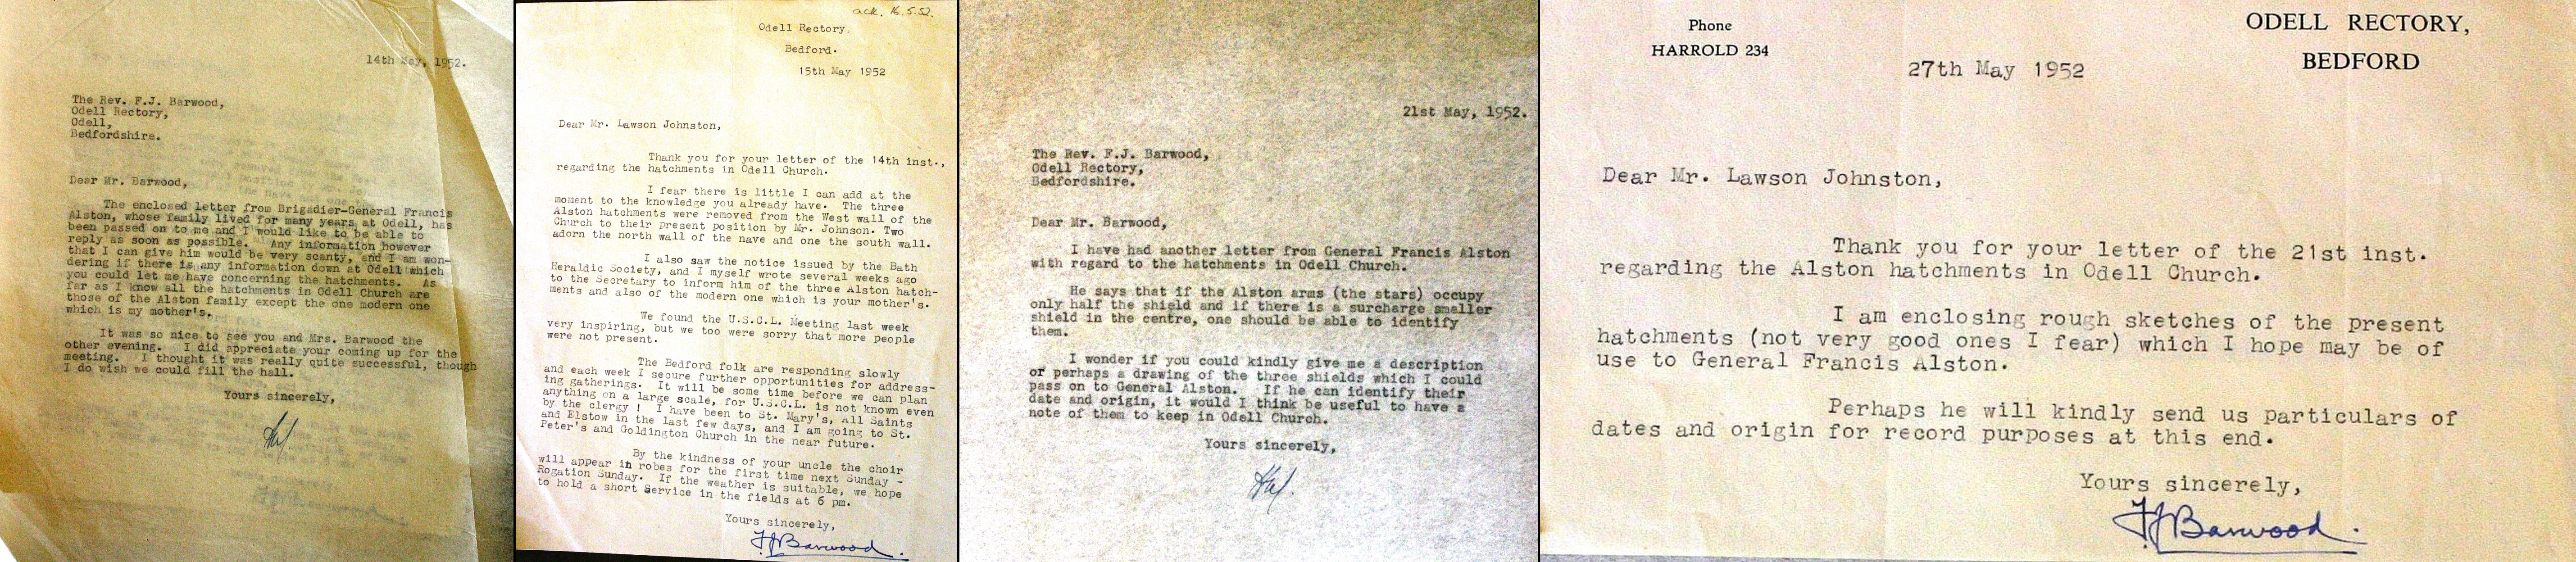 14th May, 1952.
The Rev. F.J. Barwood,
Odell Rectory,
Odell,
Bedfordshire.
Dear Mr. Barwood,
The enclosed letter from Brigadier-General Francis
Alston, whose family lived for many years at Odell, has
been passed on to me and I would like to be able to
reply as soon as possible. Any information however
that I can give him would be very scanty, and I am won-
dering if there is any information down at Odell which
you could let me have concerning the hatchments. As
far as I know all the hatchments in Odell Church are
those of the Alston family except the one modern one
which is my mother's.
It was so nice to see you and Mrs. Barwood the
other evening. I did appreciate your coming up for the
meeting. I thought it was really quite successful, though
I do wish we could fill the hall.
Yours sincerely,
ack. 16.5.52.
Odell Rectory,
Bedford.
15th May 1952
Dear Mr. Lawson Johnston,
Thank you for your letter of the 14th inst.,
regarding the hatchments in Odell Church.
I fear there is little I can add at the
moment to the knowledge you already have. The three
Alston hatchments were removed from the West wall of the
Church to their present position by Mr. Johnson. Two
adorn the north wall of the nave and one the south wall.
I also saw the notice issued by the Bath
Heraldic Society, and I myself wrote several weeks ago
to the Secretary to inform him of the three Alston hatch-
ments and also of the modern one which is your mother's.
We found the U.S.C.L. Meeting last week
very inspiring, but we too were sorry that more people
were not present.
The Bedford folk are responding slowly
and each week I secure further opportunities for address-
ing gatherings. It will be some time before we can plan
anything on a large scale, for U.S.C.L. is not known even
by the clergy ! I have been to St. Mary's, All Saints
and Elstow in the last few days, and I am going to St.
Peter's and Goldington Church in the near future.
By the kindness of your uncle the choir
will appear in robes for the first time next Sunday -
Rogation Sunday. If the weather is suitable, we hope
to hold a short Service in the fields at 6 pm.
Yours sincerely,
FJBarwood.
21st May, 1952.
The Rev. F.J. Barwood,
Odell Rectory,
Bedfordshire.
Dear Mr. Barwood,
I have had another letter from General Francis Alston
with regard to the hatchments in Odell Church.
He says that if the Alston arms (the stars) occupy
only half the shield and if there is a surcharge smaller
shield in the centre, one should be able to identify
them.
I wonder if you could kindly give me a description
or perhaps a drawing of the three shields which I could
pass on to General Alston. If he can identify their
date and origin, it would I think be useful to have a
note of them to keep in Odell Church.
Yours sincerely,
Phone
HARROLD 234
ODELL RECTORY,
BEDFORD
27th May 1952
Dear Mr. Lawson Johnston,
Thank you for your letter of the 21st inst.
regarding the Alston hatchments in Odell Church.
I am enclosing rough sketches of the present
hatchments (not very good ones I fear) which I hope may be of
use to General Francis Alston.
Perhaps he will kindly send us particulars of
dates and origin for record purposes at this end.
Yours sincerely,
FJBarwood.